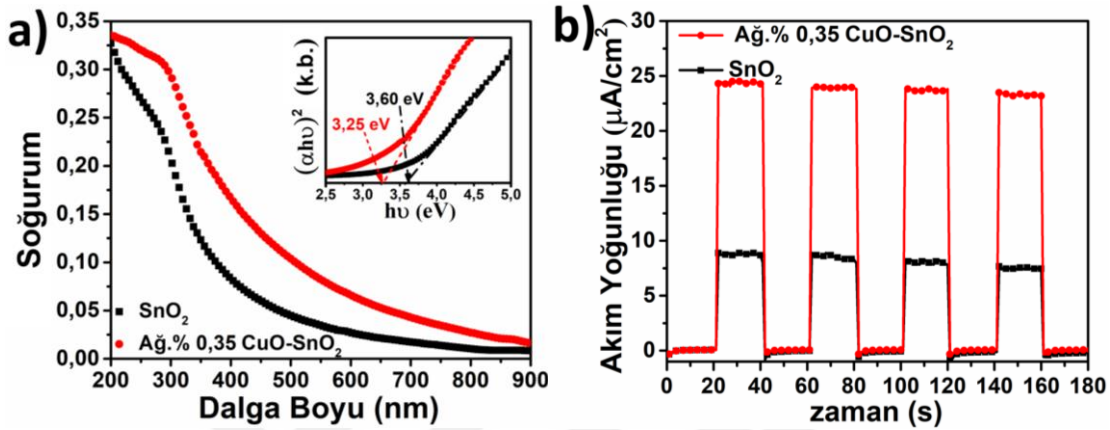 a)
Soğurum
0,35
0,30
0,25
0,20
0,15
0,10
0,05
0,00
200 300 400 500 600 700 800 900
Dalga Boyu (nm)
SnO₂
Ağ.% 0,35 CuO-SnO₂
(αhυ)² (k.b.)
3,60 eV
3,25 eV
2,5 3,0 3,5 4,0 4,5 5,0
hυ (eV)
b)
Akım Yoğunluğu (µA/cm²)
30
25
20
15
10
5
0
0 20 40 60 80 100 120 140 160 180
zaman (s)
Ağ.% 0,35 CuO-SnO₂
SnO₂